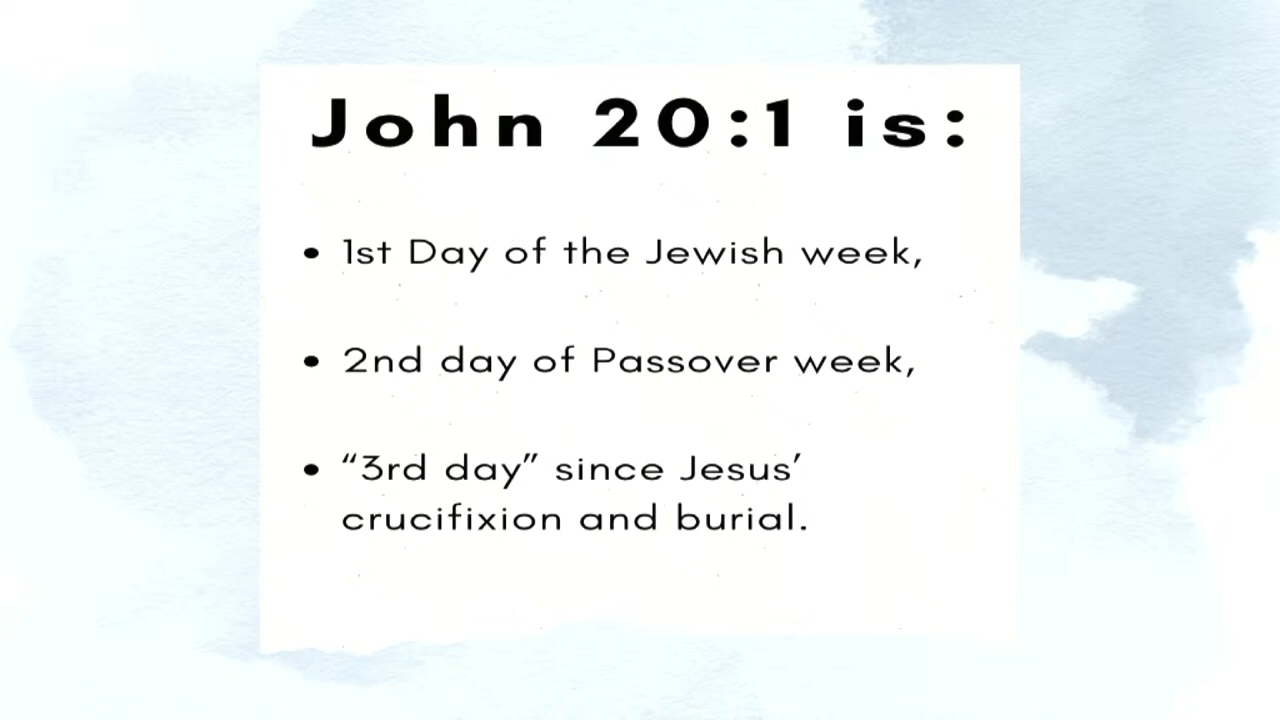 John 20:1 is:
• 1st Day of the Jewish week,
• 2nd day of Passover week,
• “3rd day” since Jesus’
crucifixion and burial.